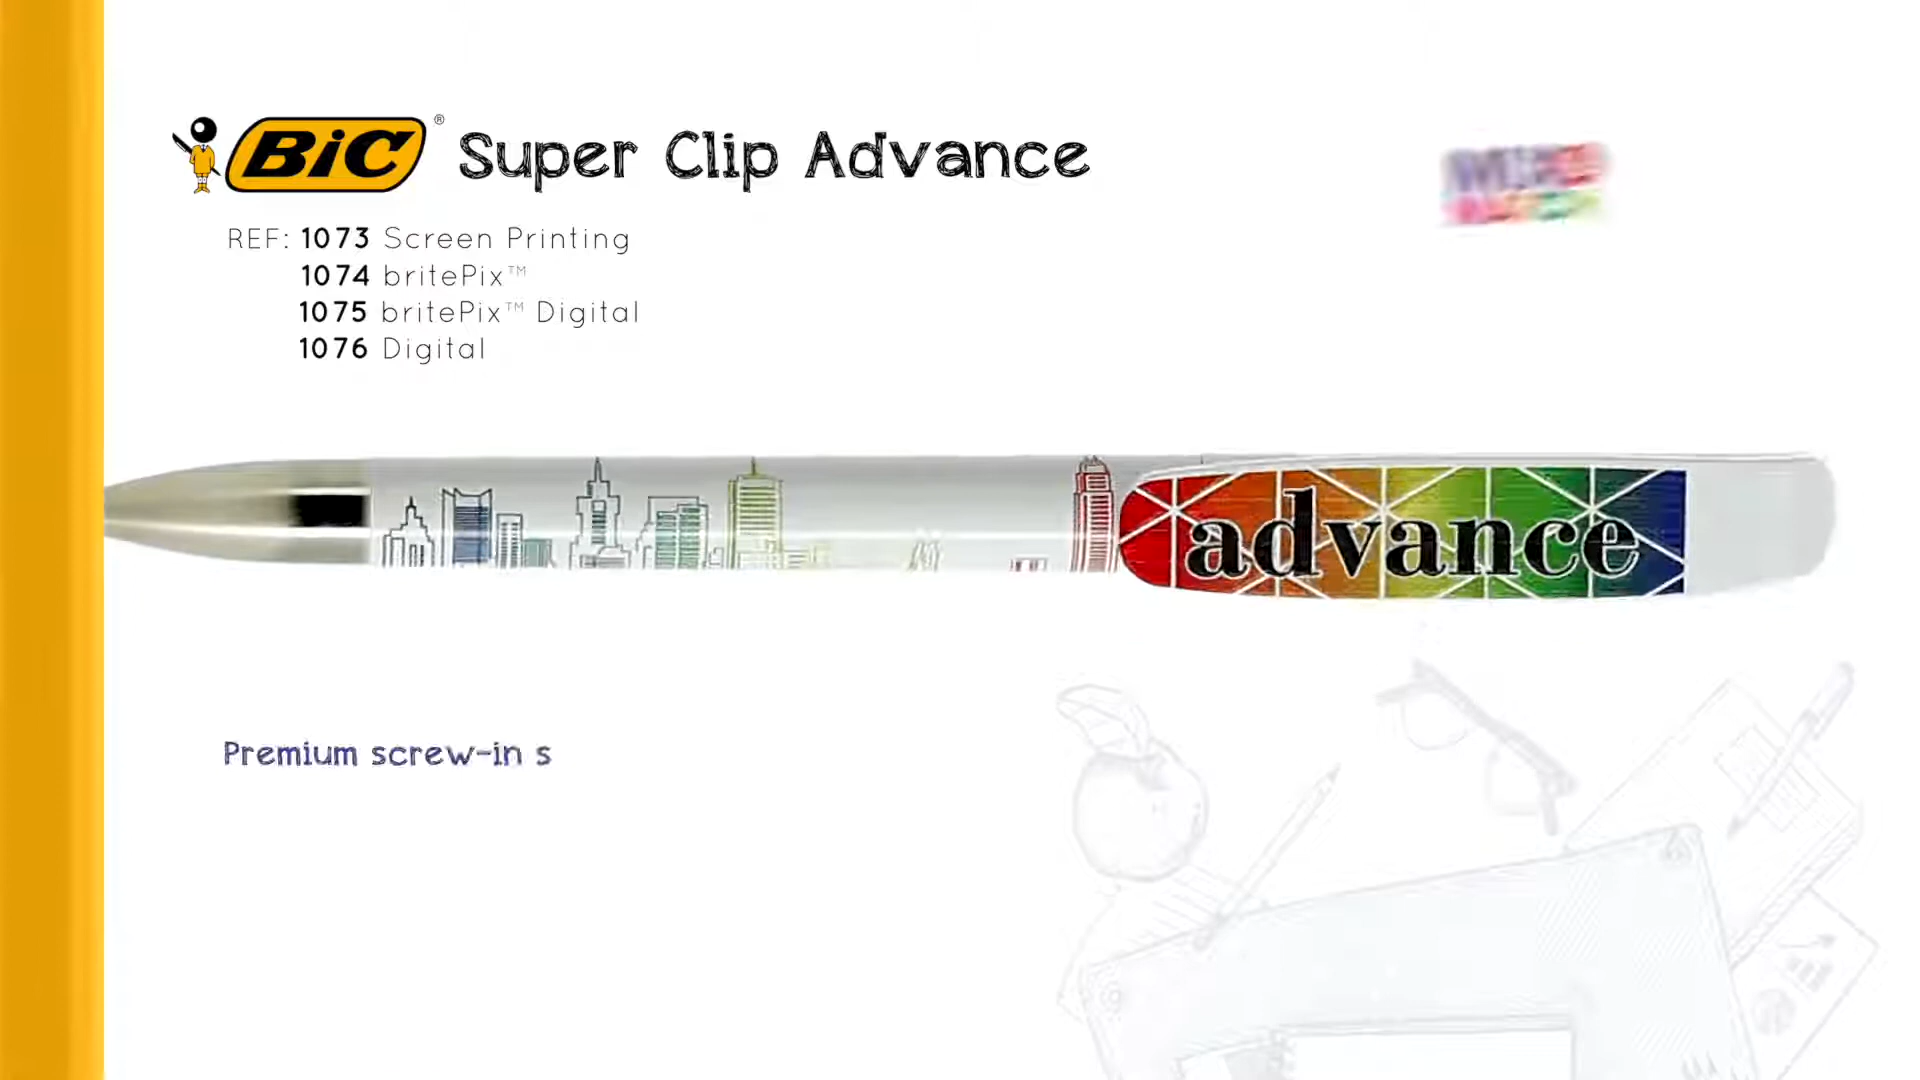 BiC® Super Clip Advance
REF: 1073 Screen Printing
1074 britePix™
1075 britePix™ Digital
1076 Digital
advance
Premium screw-in s